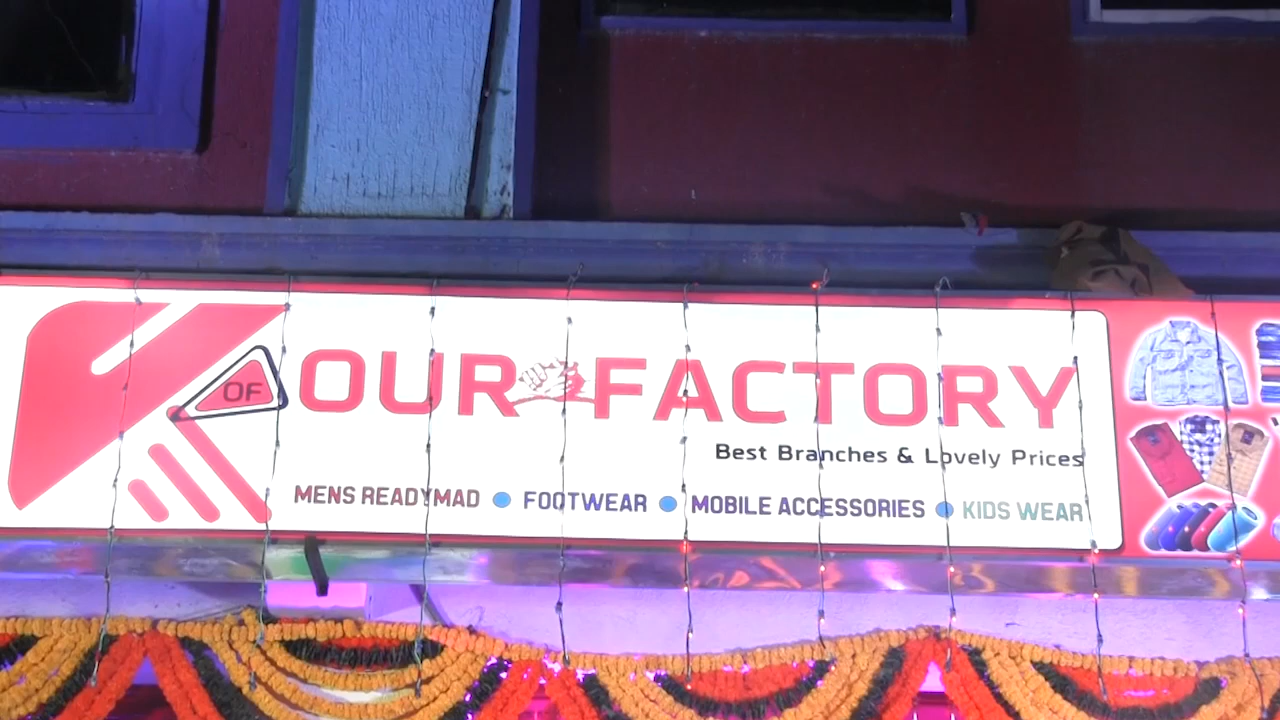 OF
OUR FACTORY
Best Branches & Lovely Prices
MENS READYMAD ● FOOTWEAR ● MOBILE ACCESSORIES ● KIDS WEAR